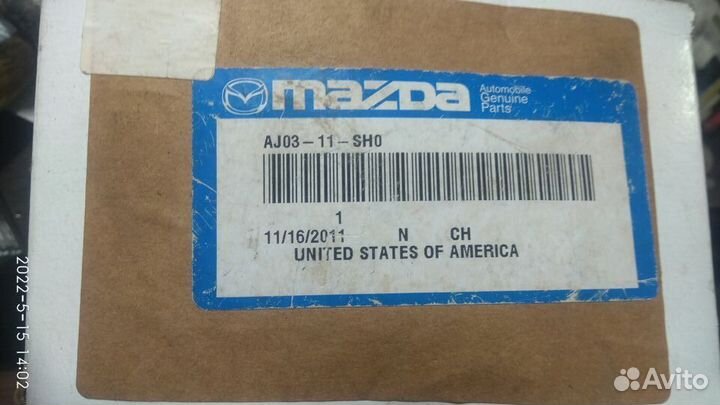 mazda
Automobile
Genuine
Parts
AJ03-11-SH0
1
11/16/2011 N CH
UNITED STATES OF AMERICA
2022-5-15 14:02
Avito